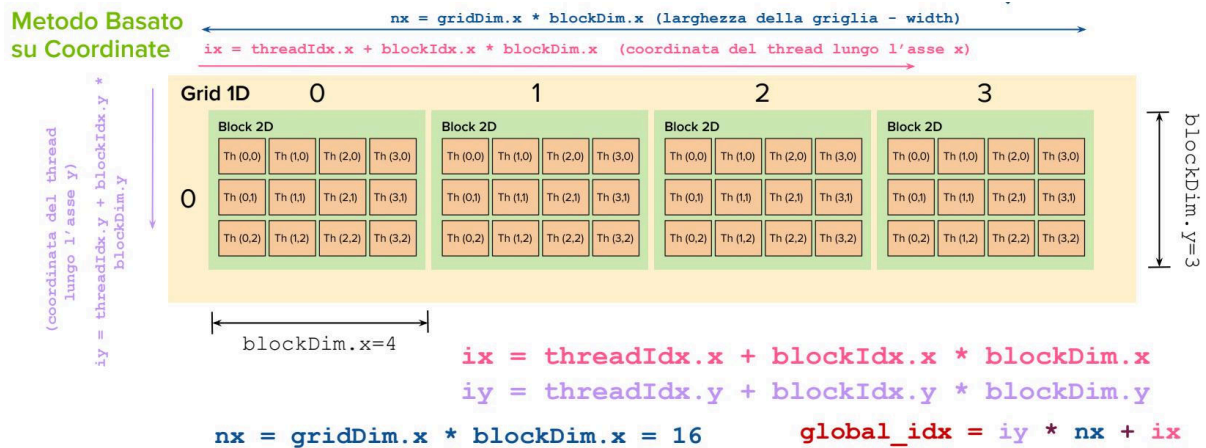 Metodo Basato
su Coordinate
nx = gridDim.x * blockDim.x (larghezza della griglia - width)
ix = threadIdx.x + blockIdx.x * blockDim.x (coordinata del thread lungo l'asse x)
(coordinata del thread
lungo l'asse y)
iy = threadIdx.y + blockIdx.y *
blockDim.y
Grid 1D 0 1 2 3
0
Block 2D Block 2D Block 2D Block 2D
Th (0,0) Th (1,0) Th (2,0) Th (3,0) Th (0,0) Th (1,0) Th (2,0) Th (3,0) Th (0,0) Th (1,0) Th (2,0) Th (3,0) Th (0,0) Th (1,0) Th (2,0) Th (3,0)
Th (0,1) Th (1,1) Th (2,1) Th (3,1) Th (0,1) Th (1,1) Th (2,1) Th (3,1) Th (0,1) Th (1,1) Th (2,1) Th (3,1) Th (0,1) Th (1,1) Th (2,1) Th (3,1)
Th (0,2) Th (1,2) Th (2,2) Th (3,2) Th (0,2) Th (1,2) Th (2,2) Th (3,2) Th (0,2) Th (1,2) Th (2,2) Th (3,2) Th (0,2) Th (1,2) Th (2,2) Th (3,2)
blockDim.y=3
blockDim.x=4
ix = threadIdx.x + blockIdx.x * blockDim.x
iy = threadIdx.y + blockIdx.y * blockDim.y
nx = gridDim.x * blockDim.x = 16
global_idx = iy * nx + ix